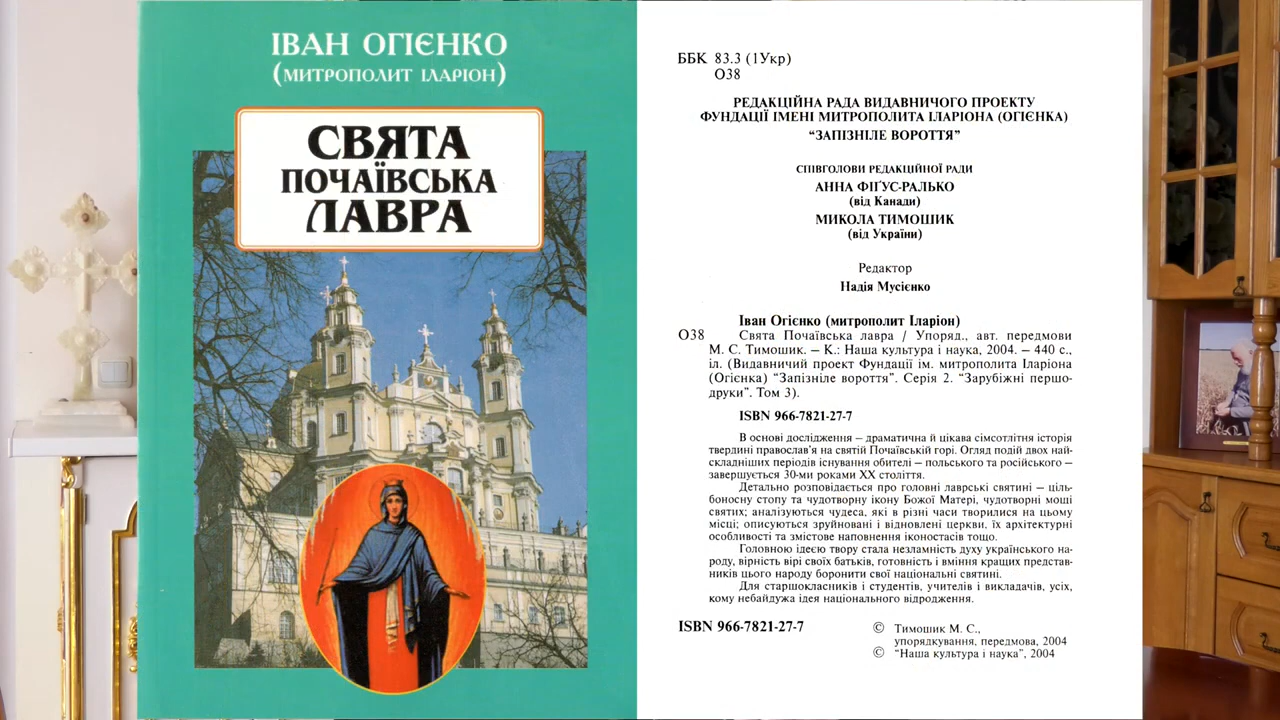 ІВАН ОГІЄНКО
(МИТРОПОЛИТ ІЛАРІОН)
СВЯТА
ПОЧАЇВСЬКА
ЛАВРА
ББК 83.3 (1Укр)
О38
РЕДАКЦІЙНА РАДА ВИДАВНИЧОГО ПРОЕКТУ
ФУНДАЦІЇ ІМЕНІ МИТРОПОЛИТА ІЛАРІОНА (ОГІЄНКА)
“ЗАПІЗНІЛЕ ВОРОТТЯ”
СПІВГОЛОВИ РЕДАКЦІЙНОЇ РАДИ
АННА ФІҐУС-РАЛЬКО
(від Канади)
МИКОЛА ТИМОШИК
(від України)
Редактор
Надія Мусієнко
Іван Огієнко (митрополит Іларіон)
О38 Свята Почаївська лавра / Упоряд., авт. передмови
М. С. Тимошик. – К.: Наша культура і наука, 2004. – 440 с.,
іл. (Видавничий проект Фундації ім. митрополита Іларіона
(Огієнка) “Запізніле вороття”. Серія 2. “Зарубіжні першо-
друки”. Том 3).
ISBN 966-7821-27-7
В основі дослідження – драматична й цікава сімсотлітня історія
твердині православ’я на святій Почаївській горі. Огляд подій двох най-
складніших періодів існування обителі – польського та російського –
завершується 30-ми роками ХХ століття.
Детально розповідається про головні лаврські святині – ціль-
боносну стопу та чудотворну ікону Божої Матері, чудотворні мощі
святих; аналізуються чудеса, які в різні часи творилися на цьому
місці; описуються зруйновані і відновлені церкви, їх архітектурні
особливості та змістове наповнення іконостасів тощо.
Головною ідеєю твору стала незламність духу українського на-
роду, вірність вірі своїх батьків, готовність і вміння кращих представ-
ників цього народу боронити свої національні святині.
Для старшокласників і студентів, учителів і викладачів, усіх,
кому небайдужа ідея національного відродження.
ISBN 966-7821-27-7
© Тимошик М. С.,
упорядкування, передмова, 2004
© “Наша культура і наука”, 2004